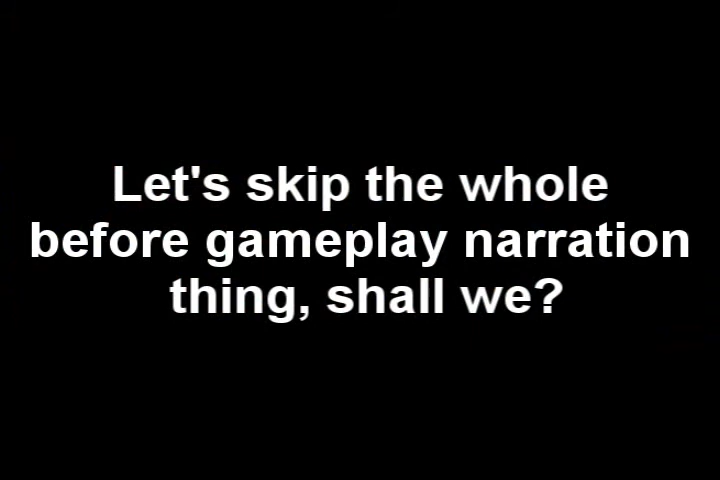 Let's skip the whole
before gameplay narration
thing, shall we?